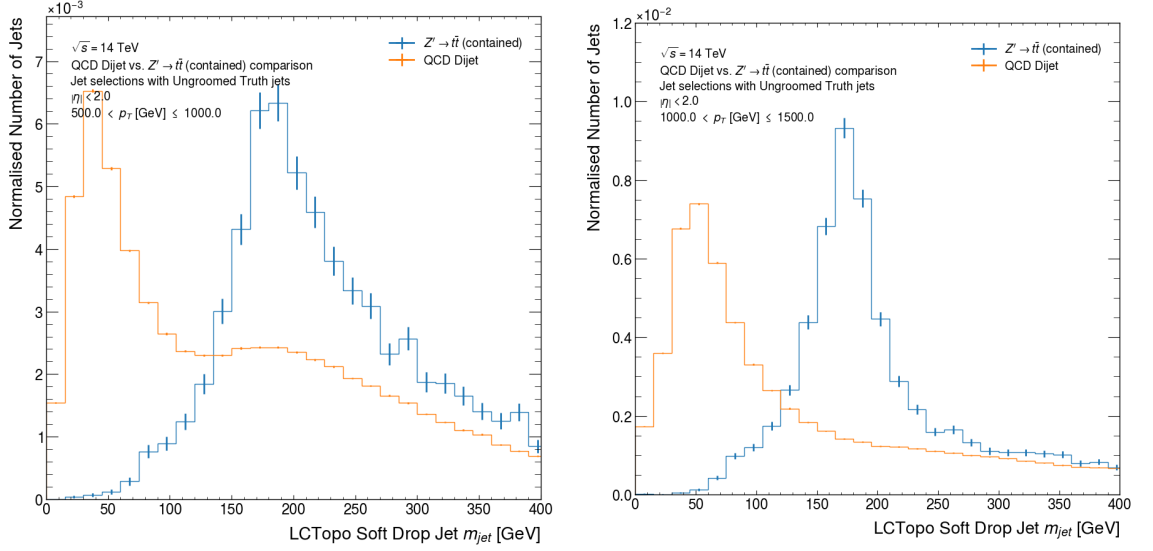 ×10⁻³
Normalised Number of Jets
7
6
5
4
3
2
1
0
√s = 14 TeV
QCD Dijet vs. Z′ → tt̄ (contained) comparison
Jet selections with Ungroomed Truth jets
|η| < 2.0
500.0 < p_T [GeV] ≤ 1000.0
Z′ → tt̄ (contained)
QCD Dijet
0 50 100 150 200 250 300 350 400
LCTopo Soft Drop Jet m_jet [GeV]
×10⁻²
Normalised Number of Jets
1.2
1.0
0.8
0.6
0.4
0.2
0.0
√s = 14 TeV
QCD Dijet vs. Z′ → tt̄ (contained) comparison
Jet selections with Ungroomed Truth jets
|η| < 2.0
1000.0 < p_T [GeV] ≤ 1500.0
Z′ → tt̄ (contained)
QCD Dijet
0 50 100 150 200 250 300 350 400
LCTopo Soft Drop Jet m_jet [GeV]